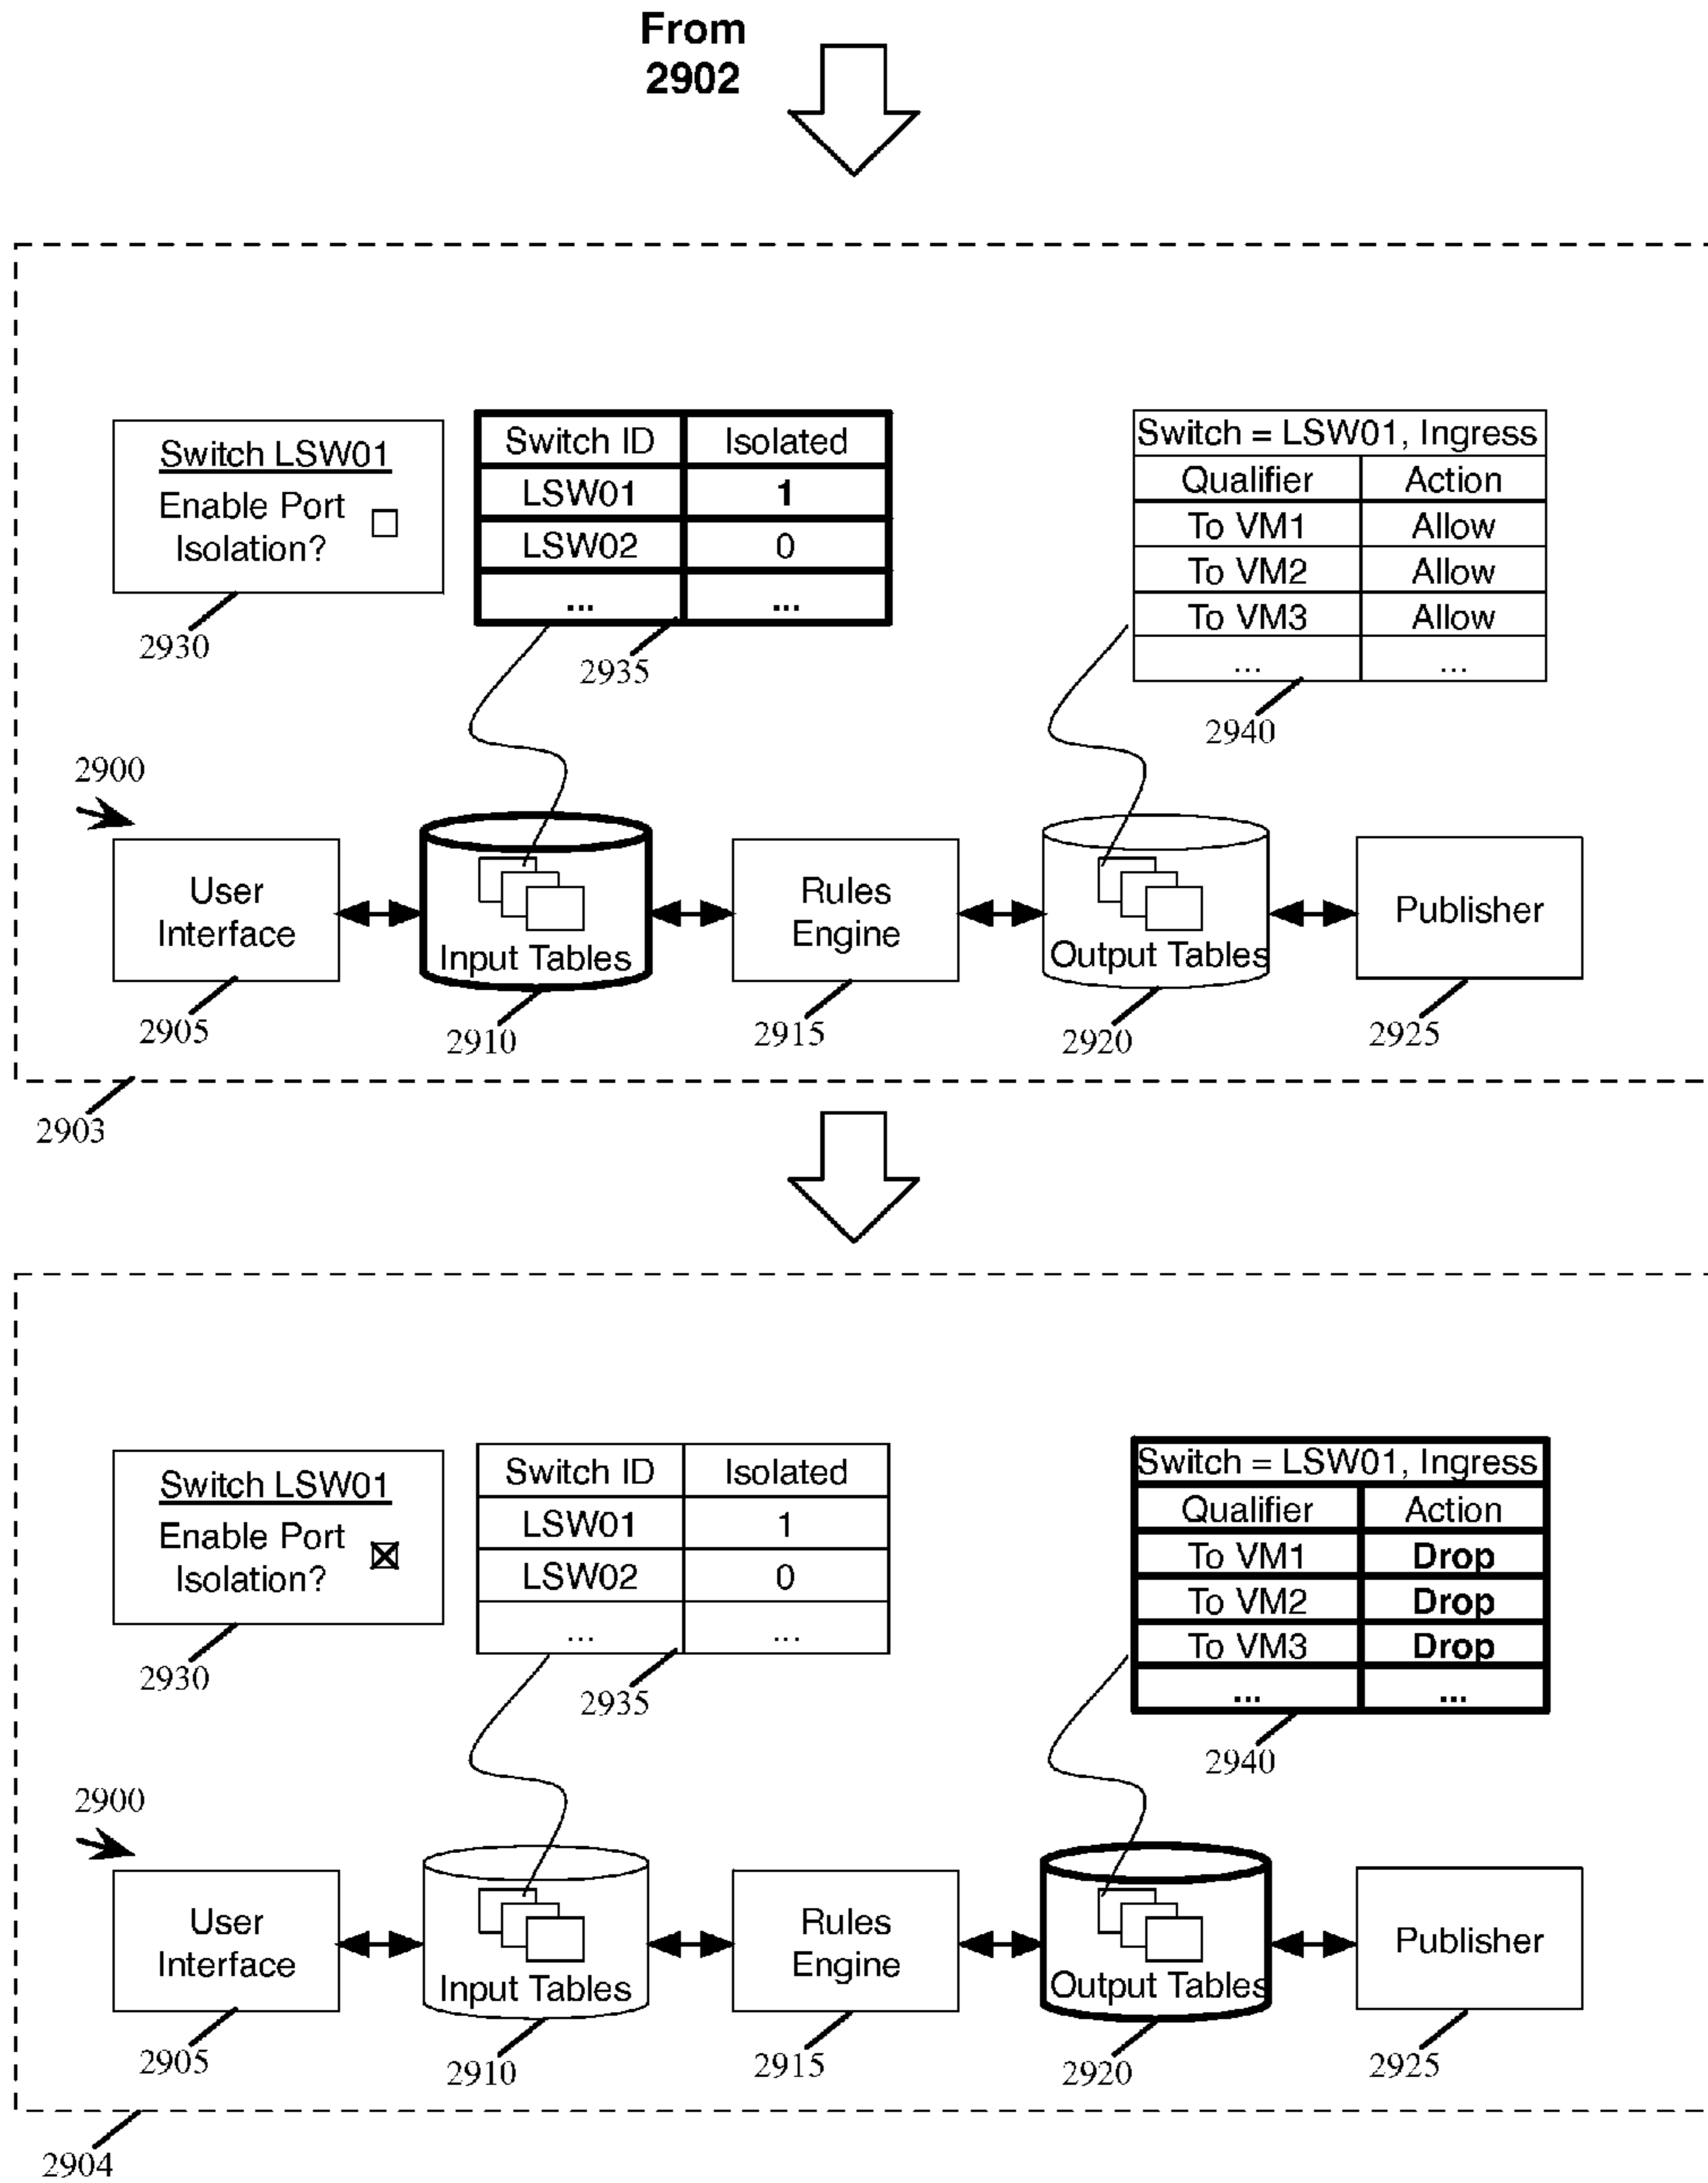 From
2902
Switch LSW01
Enable Port
Isolation?
2930
Switch ID Isolated
LSW01 1
LSW02 0
... ...
2935
Switch = LSW01, Ingress
Qualifier Action
To VM1 Allow
To VM2 Allow
To VM3 Allow
... ...
2940
2900
User
Interface
2905
Input Tables
2910
Rules
Engine
2915
Output Tables
2920
Publisher
2925
2903
Switch LSW01
Enable Port
Isolation?
2930
Switch ID Isolated
LSW01 1
LSW02 0
... ...
2935
Switch = LSW01, Ingress
Qualifier Action
To VM1 Drop
To VM2 Drop
To VM3 Drop
... ...
2940
2900
User
Interface
2905
Input Tables
2910
Rules
Engine
2915
Output Tables
2920
Publisher
2925
2904